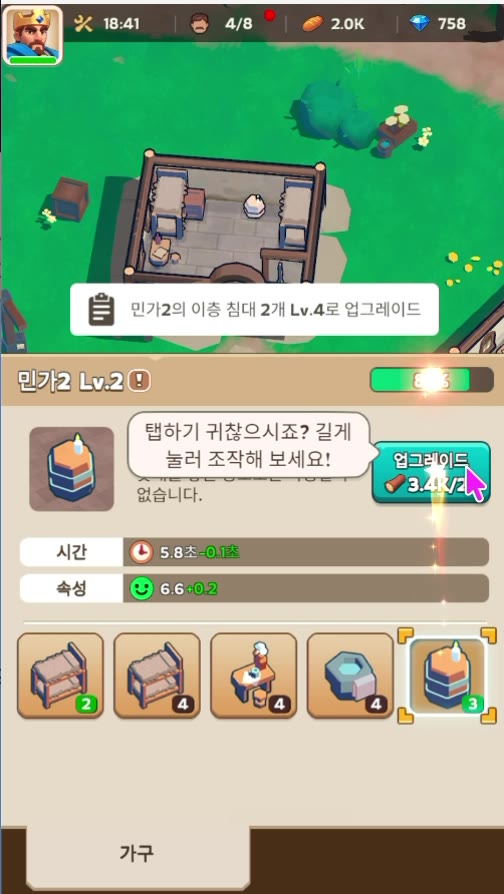 18:41
4/8
2.0K
758
민가2의 이층 침대 2개 Lv.4로 업그레이드
민가2 Lv.2
탭하기 귀찮으시죠? 길게
눌러 조작해 보세요!
없습니다.
업그레이드
3.4K/2
시간
5.8초-0.1초
속성
6.6+0.2
2
4
4
4
3
가구